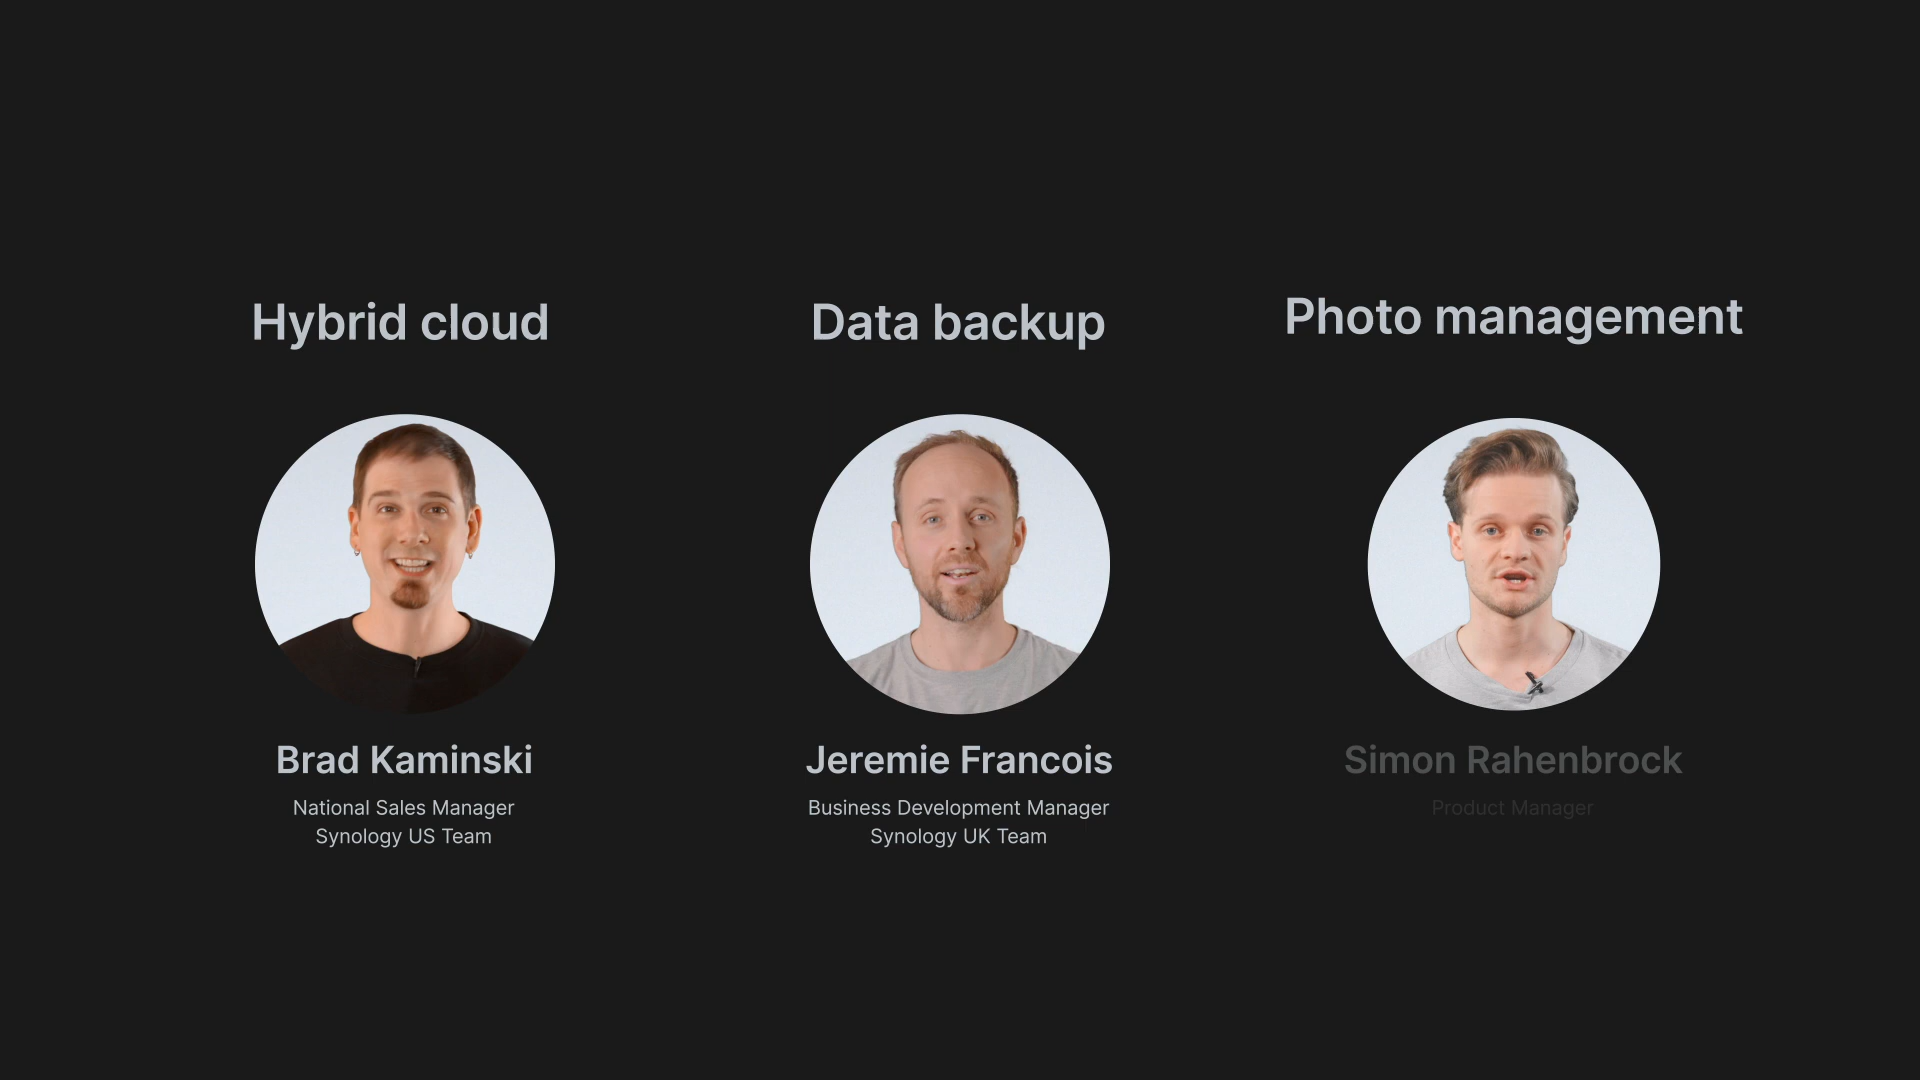 Hybrid cloud
Data backup
Photo management
Brad Kaminski
National Sales Manager
Synology US Team
Jeremie Francois
Business Development Manager
Synology UK Team
Simon Rahenbrock
Product Manager